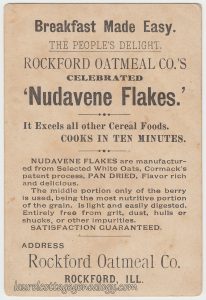 Breakfast Made Easy.
THE PEOPLE'S DELIGHT.
ROCKFORD OATMEAL CO.'S
CELEBRATED
'Nudavene Flakes.'
It Excels all other Cereal Foods.
COOKS IN TEN MINUTES.
NUDAVENE FLAKES are manufactur-
ed from Selected White Oats, Cormack's
patent process, PAN DRIED, Flavor rich
and delicious.
The middle portion only of the berry
is used, being the most nutritive portion
of the grain. Is light and easily digested.
Entirely free from grit, dust, hulls or
shucks, or other impurities.
SATISFACTION GUARANTEED.
ADDRESS
Rockford Oatmeal Co.
ROCKFORD, ILL.